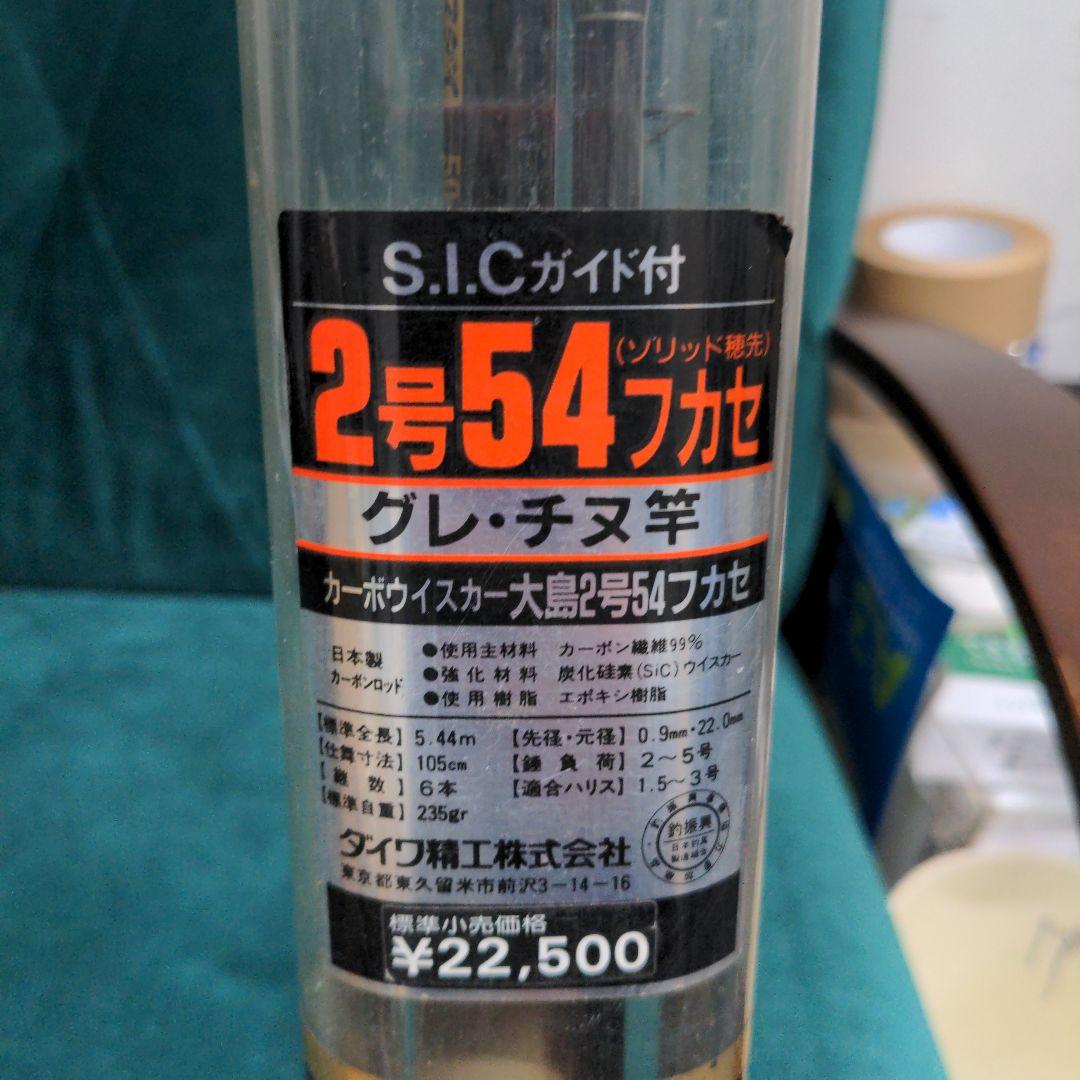 S.I.Cガイド付
(ソリッド穂先)
2号54フカセ
グレ・チヌ竿
カーボウイスカー大島2号54フカセ
日本製
カーボンロッド
●使用主材料 カーボン繊維99%
●強化材料 炭化硅素(SiC)ウイスカー
●使用樹脂 エポキシ樹脂
【標準全長】5.44m 【先径・元径】0.9mm・22.0mm
【仕舞寸法】105cm 【錘負荷】2〜5号
【継数】6本 【適合ハリス】1.5〜3号
【標準自重】235gr
釣振興
ダイワ精工株式会社
東京都東久留米市前沢3-14-16
標準小売価格
¥22,500